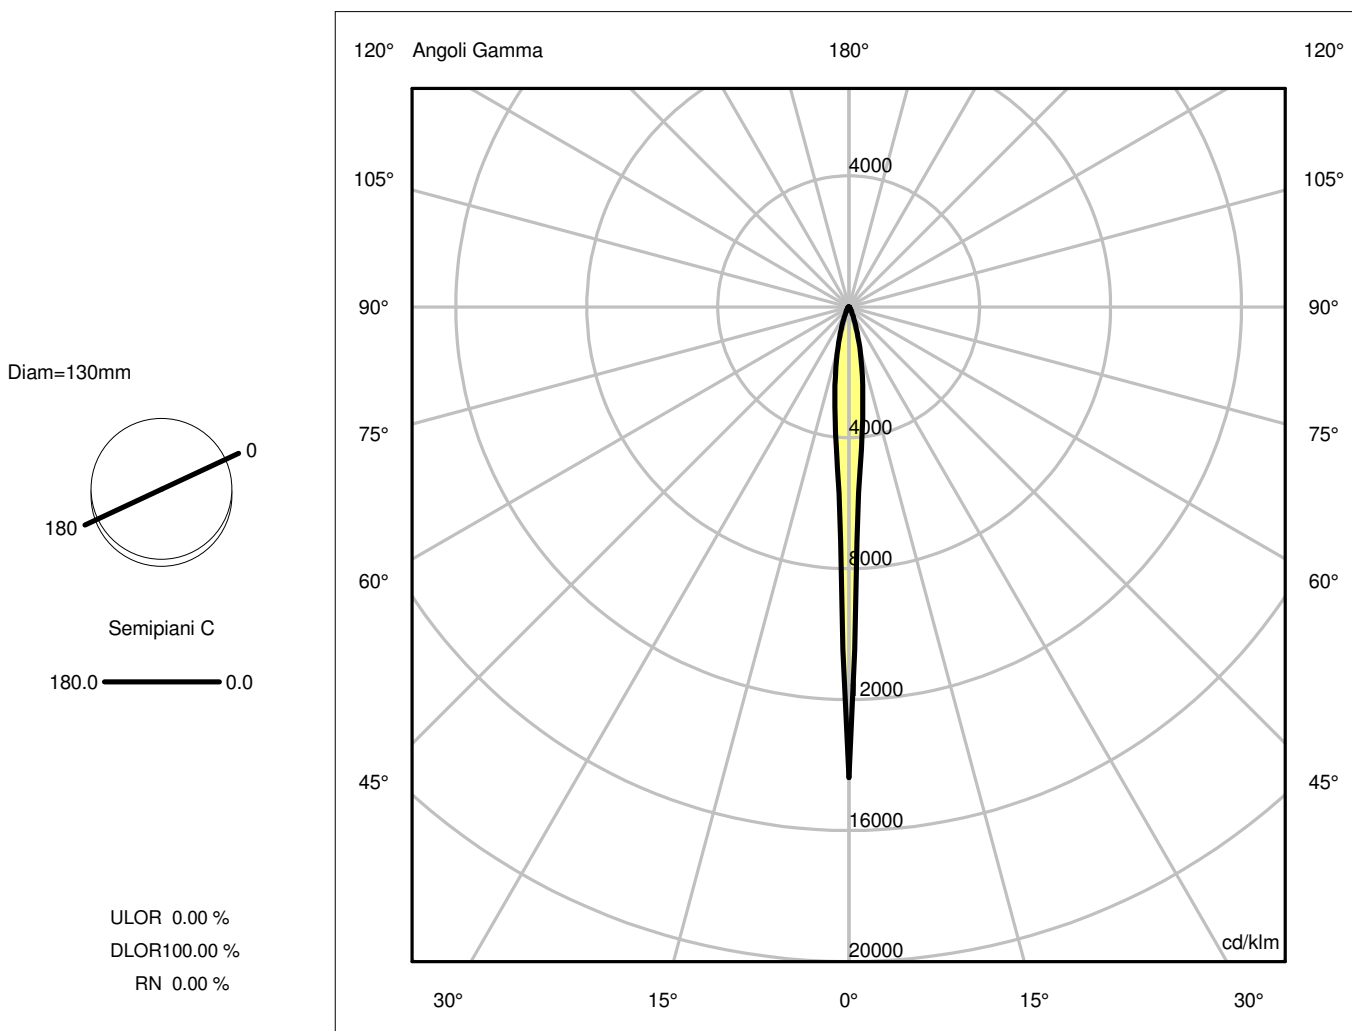 120° Angoli Gamma 180° 120°
4000
105° 105°
90° 90°
Diam=130mm
4000
75° 75°
0
180
8000
60° 60°
Semipiani C
180.0 0.0
12000
45° 45°
16000
ULOR 0.00 %
cd/klm
DLOR100.00 %
20000
RN 0.00 %
30° 15° 0° 15° 30°